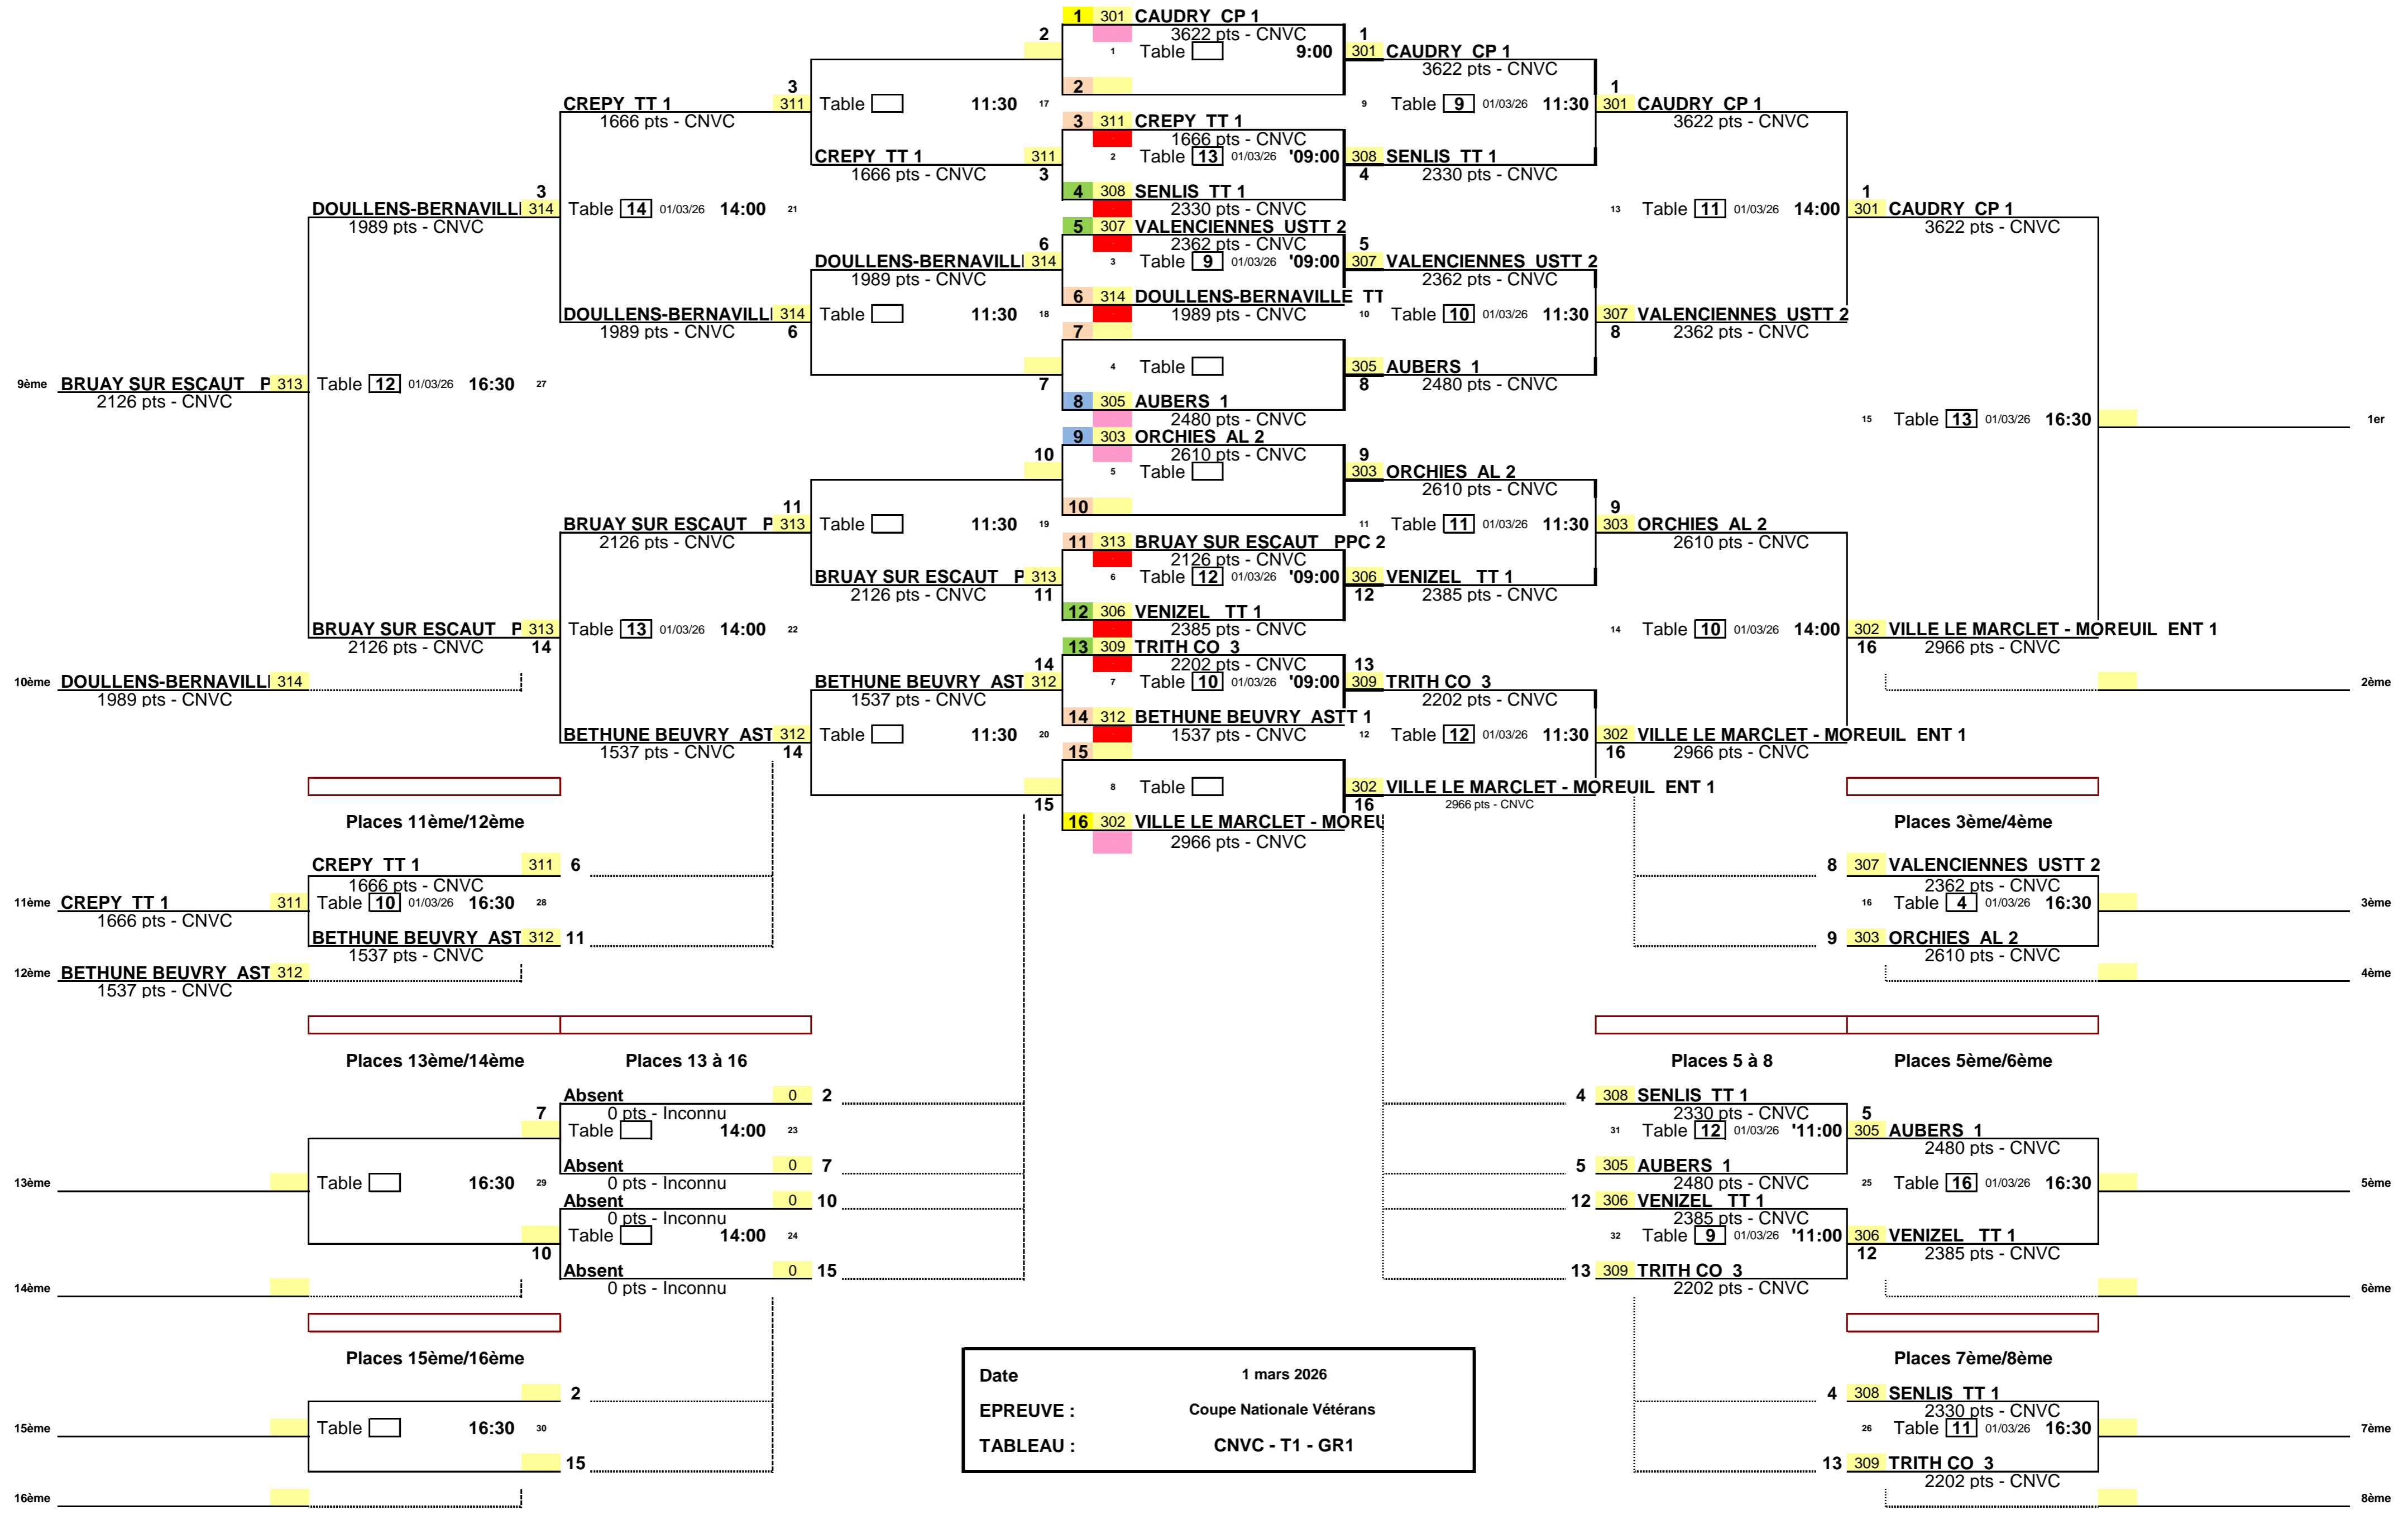 1 301 CAUDRY CP 1
2 3622 pts - CNVC 1
1 Table 9:00 301 CAUDRY CP 1
3622 pts - CNVC
3 2 1
CREPY TT 1 311 Table 11:30 17 9 Table 9 01/03/26 11:30 301 CAUDRY CP 1
1666 pts - CNVC 3 311 CREPY TT 1 3622 pts - CNVC
1666 pts - CNVC
CREPY TT 1 311 2 Table 13 01/03/26 '09:00 308 SENLIS TT 1
1666 pts - CNVC 3 4 2330 pts - CNVC
3 4 308 SENLIS TT 1 1
DOULLENS-BERNAVILL 314 Table 14 01/03/26 14:00 21 2330 pts - CNVC 13 Table 11 01/03/26 14:00 301 CAUDRY CP 1
1989 pts - CNVC 5 307 VALENCIENNES USTT 2 3622 pts - CNVC
6 2362 pts - CNVC 5
DOULLENS-BERNAVILL 314 3 Table 9 01/03/26 '09:00 307 VALENCIENNES USTT 2
1989 pts - CNVC 2362 pts - CNVC
6 314 DOULLENS-BERNAVILLE TT
DOULLENS-BERNAVILL 314 Table 11:30 18 1989 pts - CNVC 10 Table 10 01/03/26 11:30 307 VALENCIENNES USTT 2
1989 pts - CNVC 6 7 8 2362 pts - CNVC
4 Table 305 AUBERS 1
9ème BRUAY SUR ESCAUT P 313 Table 12 01/03/26 16:30 27 7 8 2480 pts - CNVC
2126 pts - CNVC 8 305 AUBERS 1
2480 pts - CNVC 15 Table 13 01/03/26 16:30 1er
9 303 ORCHIES AL 2
10 2610 pts - CNVC 9
5 Table 303 ORCHIES AL 2
2610 pts - CNVC
11 10 9
BRUAY SUR ESCAUT P 313 Table 11:30 19 11 Table 11 01/03/26 11:30 303 ORCHIES AL 2
2126 pts - CNVC 11 313 BRUAY SUR ESCAUT PPC 2 2610 pts - CNVC
2126 pts - CNVC
BRUAY SUR ESCAUT P 313 6 Table 12 01/03/26 '09:00 306 VENIZEL TT 1
2126 pts - CNVC 11 12 2385 pts - CNVC
12 306 VENIZEL TT 1
BRUAY SUR ESCAUT P 313 Table 13 01/03/26 14:00 22 2385 pts - CNVC 14 Table 10 01/03/26 14:00 302 VILLE LE MARCLET - MOREUIL ENT 1
2126 pts - CNVC 14 13 309 TRITH CO 3 16 2966 pts - CNVC
14 2202 pts - CNVC 13
10ème DOULLENS-BERNAVILL 314 BETHUNE BEUVRY AST 312 7 Table 10 01/03/26 '09:00 309 TRITH CO 3 2ème
1989 pts - CNVC 1537 pts - CNVC 2202 pts - CNVC
14 312 BETHUNE BEUVRY ASTT 1
BETHUNE BEUVRY AST 312 Table 11:30 20 1537 pts - CNVC 12 Table 12 01/03/26 11:30 302 VILLE LE MARCLET - MOREUIL ENT 1
1537 pts - CNVC 14 15 16 2966 pts - CNVC
8 Table 302 VILLE LE MARCLET - MOREUIL ENT 1
15 16 2966 pts - CNVC
Places 11ème/12ème 16 302 VILLE LE MARCLET - MOREU Places 3ème/4ème
2966 pts - CNVC
CREPY TT 1 311 6 8 307 VALENCIENNES USTT 2
1666 pts - CNVC 2362 pts - CNVC
11ème CREPY TT 1 311 Table 10 01/03/26 16:30 28 16 Table 4 01/03/26 16:30 3ème
1666 pts - CNVC
BETHUNE BEUVRY AST 312 11 9 303 ORCHIES AL 2
1537 pts - CNVC 2610 pts - CNVC
12ème BETHUNE BEUVRY AST 312 4ème
1537 pts - CNVC
Places 13ème/14ème Places 13 à 16 Places 5 à 8 Places 5ème/6ème
Absent 0 2 4 308 SENLIS TT 1
7 0 pts - Inconnu 2330 pts - CNVC 5
Table 14:00 23 31 Table 12 01/03/26 '11:00 305 AUBERS 1
2480 pts - CNVC
Absent 0 7 5 305 AUBERS 1
13ème Table 16:30 29 0 pts - Inconnu 2480 pts - CNVC 25 Table 16 01/03/26 16:30 5ème
Absent 0 10 12 306 VENIZEL TT 1
0 pts - Inconnu 2385 pts - CNVC
Table 14:00 24 32 Table 9 01/03/26 '11:00 306 VENIZEL TT 1
10 12 2385 pts - CNVC
Absent 0 15 13 309 TRITH CO 3
14ème 0 pts - Inconnu 2202 pts - CNVC 6ème
Places 15ème/16ème Places 7ème/8ème
Date 1 mars 2026
2 4 308 SENLIS TT 1
EPREUVE : Coupe Nationale Vétérans 2330 pts - CNVC
15ème Table 16:30 30 26 Table 11 01/03/26 16:30 7ème
TABLEAU : CNVC - T1 - GR1
15 13 309 TRITH CO 3
2202 pts - CNVC
16ème 8ème